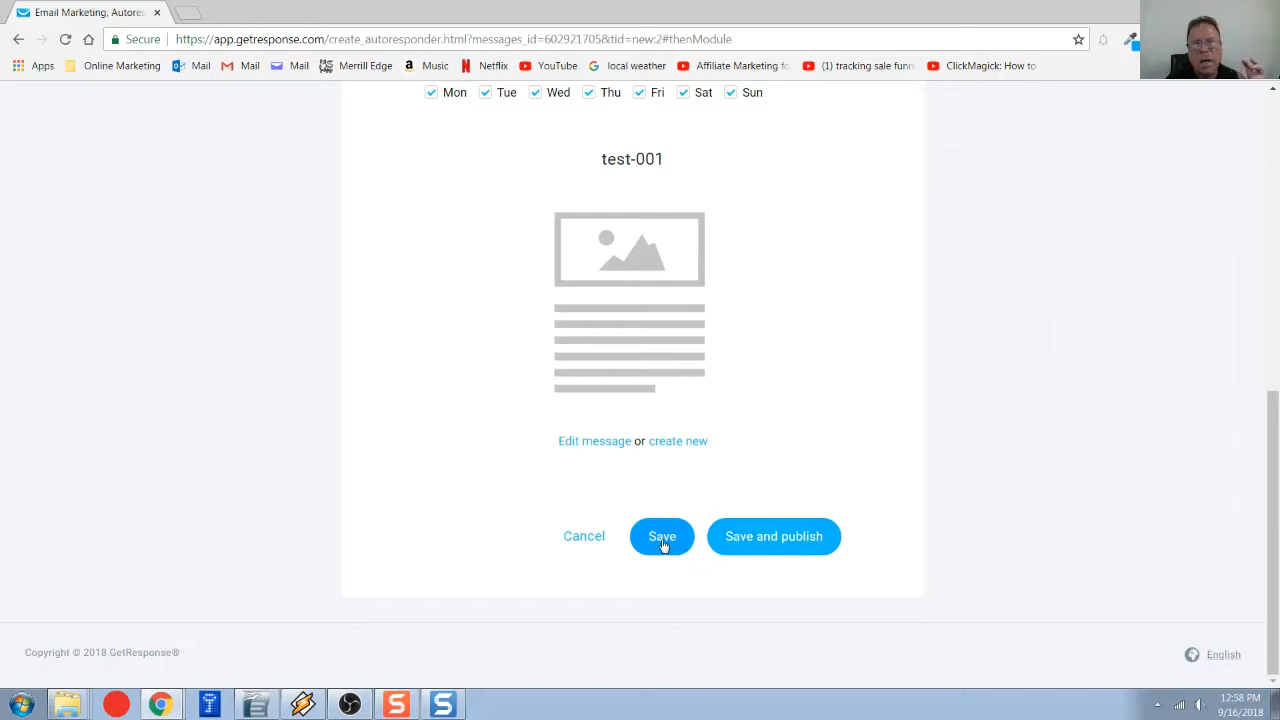 Email Marketing, Autores
Secure
https://app.getresponse.com/create_autoresponder.html?messages_id=602921705&tid=new:2#thenModule
Apps
Online Marketing
Mail
Mail
Mail
Merrill Edge
Music
Netflix
YouTube
local weather
Affiliate Marketing fo
(1) tracking sale funn
ClickMagick: How to
Mon
Tue
Wed
Thu
Fri
Sat
Sun
test-001
Edit message or create new
Cancel
Save
Save and publish
Copyright © 2018 GetResponse®
English
12:58 PM
9/16/2018